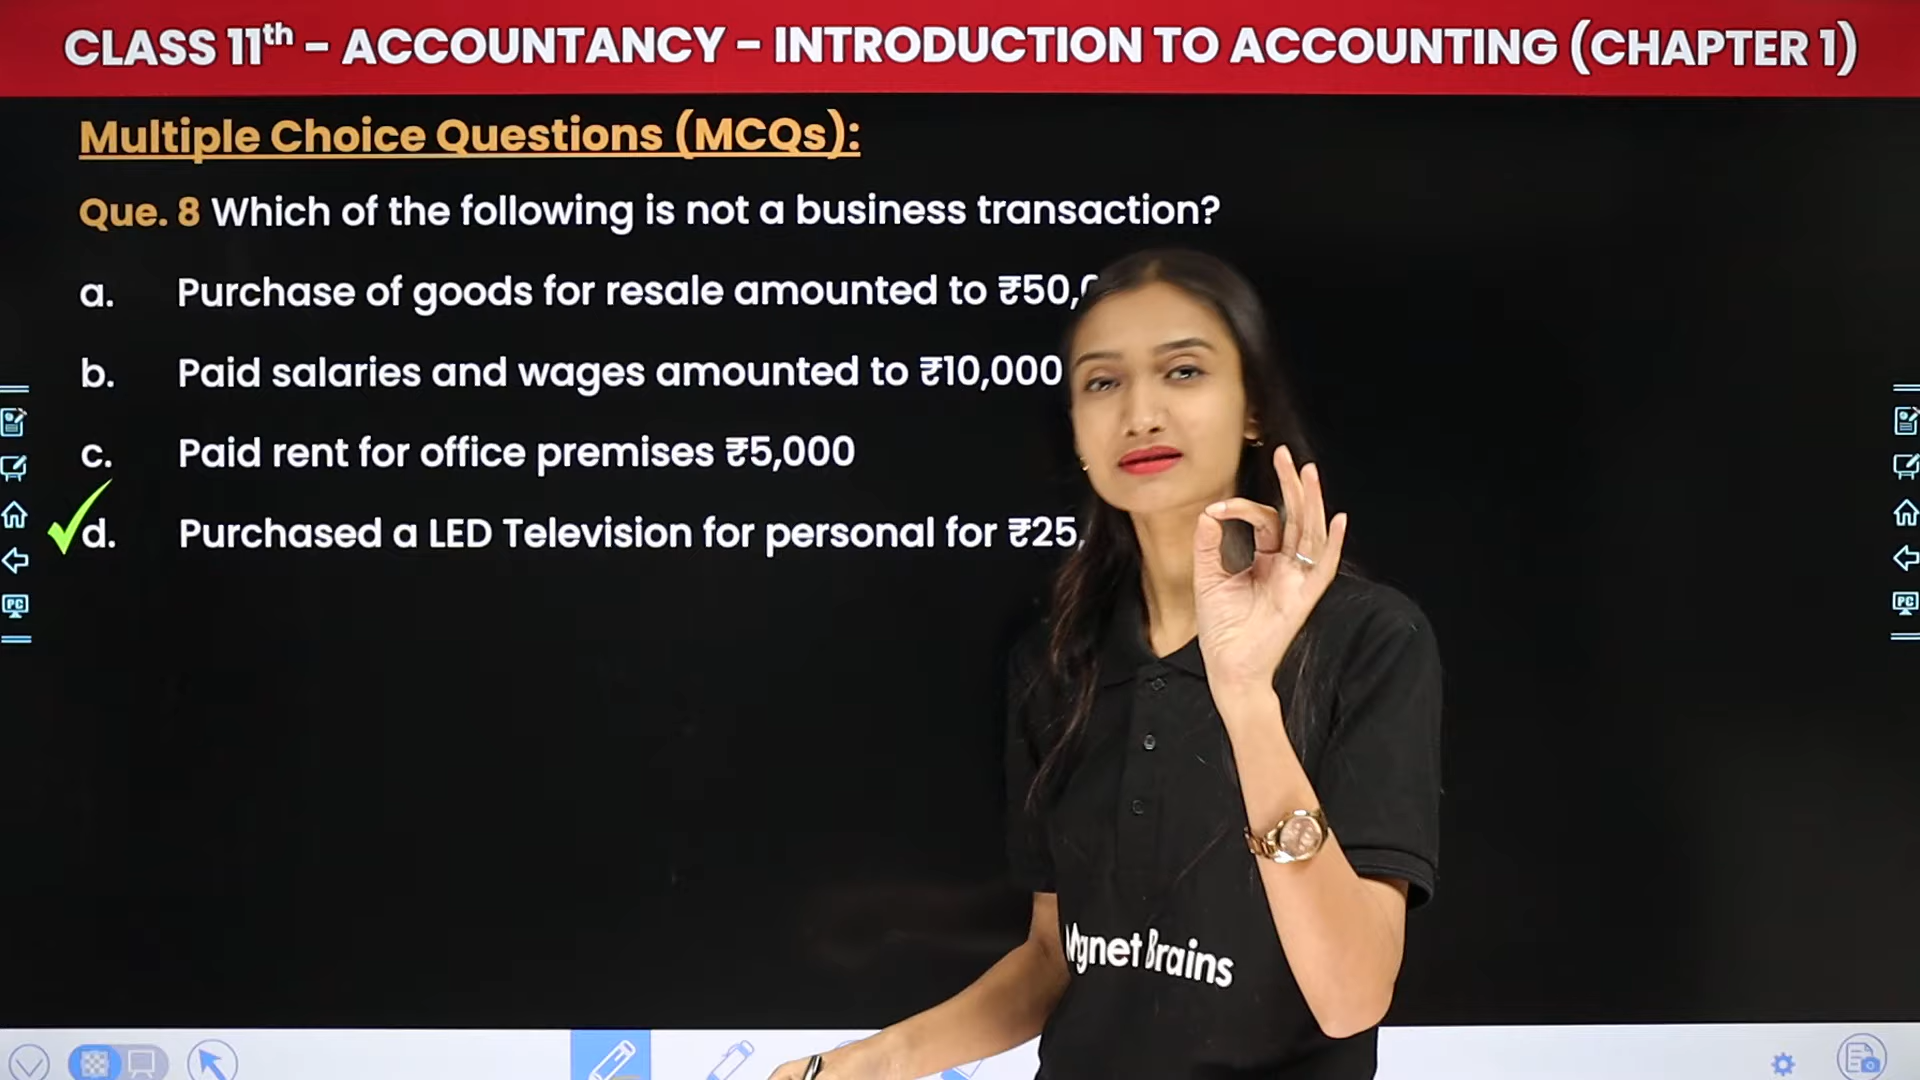 CLASS 11th - ACCOUNTANCY - INTRODUCTION TO ACCOUNTING (CHAPTER 1)
Multiple Choice Questions (MCQs):
Que. 8 Which of the following is not a business transaction?
a. Purchase of goods for resale amounted to ₹50,
b. Paid salaries and wages amounted to ₹10,000
c. Paid rent for office premises ₹5,000
d. Purchased a LED Television for personal for ₹25,
PC
PC
gnet Brains